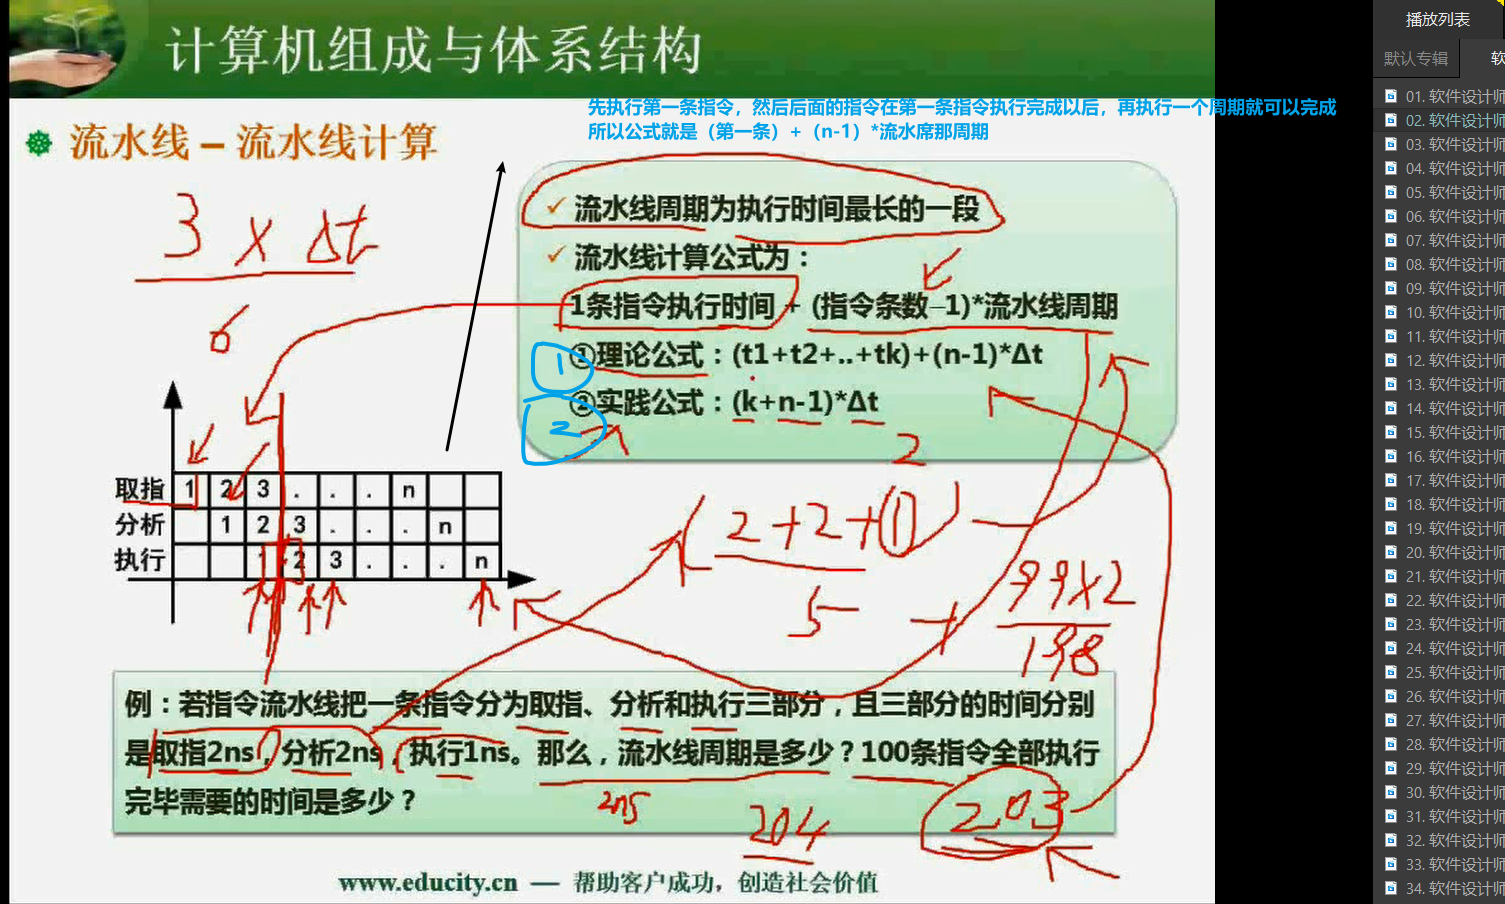 计算机组成与体系结构
先执行第一条指令，然后后面的指令在第一条指令执行完成以后，再执行一个周期就可以完成
所以公式就是（第一条）+（n-1）*流水席那周期
流水线 – 流水线计算
3 x Δt
6
✓ 流水线周期为执行时间最长的一段
✓ 流水线计算公式为：
1条指令执行时间 + (指令条数–1)*流水线周期
①理论公式：(t1+t2+..+tk)+(n-1)*Δt
②实践公式：(k+n-1)*Δt
1
2
2
取指 1 2 3 . . . n
分析 1 2 3 . . . n
执行 1 2 3 . . . n
(2+2+1)
5
+
99x2
198
例：若指令流水线把一条指令分为取指、分析和执行三部分，且三部分的时间分别
是取指2ns，分析2ns，执行1ns。那么，流水线周期是多少？100条指令全部执行
完毕需要的时间是多少？
2ns
204
203
www.educity.cn — 帮助客户成功，创造社会价值
播放列表
默认专辑 软
01. 软件设计师
02. 软件设计师
03. 软件设计师
04. 软件设计师
05. 软件设计师
06. 软件设计师
07. 软件设计师
08. 软件设计师
09. 软件设计师
10. 软件设计师
11. 软件设计师
12. 软件设计师
13. 软件设计师
14. 软件设计师
15. 软件设计师
16. 软件设计师
17. 软件设计师
18. 软件设计师
19. 软件设计师
20. 软件设计师
21. 软件设计师
22. 软件设计师
23. 软件设计师
24. 软件设计师
25. 软件设计师
26. 软件设计师
27. 软件设计师
28. 软件设计师
29. 软件设计师
30. 软件设计师
31. 软件设计师
32. 软件设计师
33. 软件设计师
34. 软件设计师